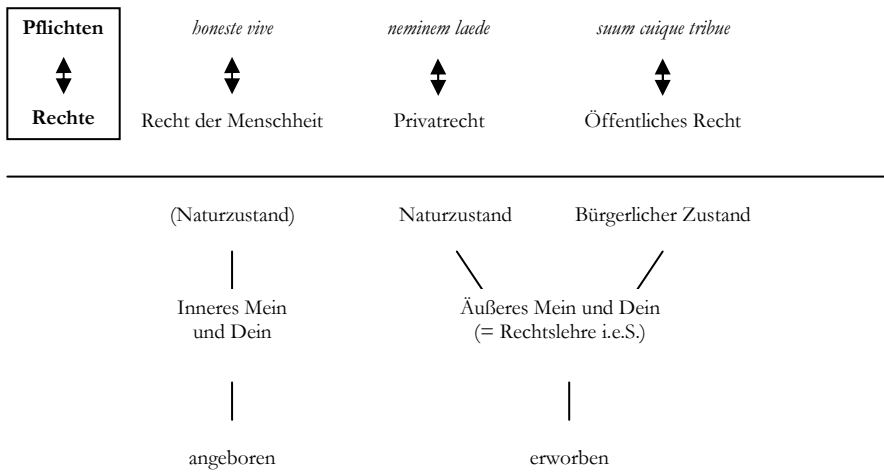 Pflichten honeste vive neminem laede suum cuique tribue
Rechte Recht der Menschheit Privatrecht Öffentliches Recht
(Naturzustand) Naturzustand Bürgerlicher Zustand
Inneres Mein Äußeres Mein und Dein
und Dein (= Rechtslehre i.e.S.)
angeboren erworben